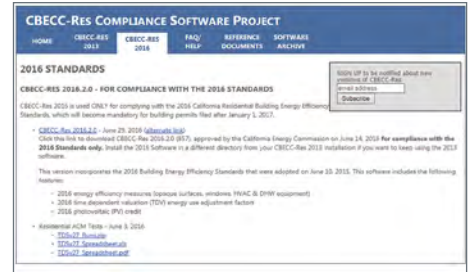 CBECC-RES COMPLIANCE SOFTWARE PROJECT
HOME
CBECC-RES 2013
CBECC-RES 2016
FAQ/ HELP
REFERENCE DOCUMENTS
SOFTWARE ARCHIVE
2016 STANDARDS
SIGN UP to be notified about new versions of CBECC-Res
email address
Subscribe
CBECC-RES 2016.2.0 - FOR COMPLIANCE WITH THE 2016 STANDARDS
CBECC-Res 2016 is used ONLY for complying with the 2016 California Residential Building Energy Efficiency
Standards, which will become mandatory for building permits filed after January 1, 2017.
- CBECC-Res 2016.2.0 - June 29, 2016 (alternate link)
Click this link to download CBECC-Res 2016.2.0 (857), approved by the California Energy Commission on June 14, 2016 for compliance with the
2016 Standards only. Install the 2016 Software in a different directory from your CBECC-Res 2013 installation if you want to keep using the 2013
software.
This version incorporates the 2016 Building Energy Efficiency Standards that were adopted on June 10, 2015. This software includes the following
features:
- 2016 energy efficiency measures (opaque surfaces, windows, HVAC & DHW equipment)
- 2016 time dependent valuation (TDV) energy use adjustment factors
- 2016 photovoltaic (PV) credit
- Residential ACM Tests - June 3, 2016
- TDSv27_Runs.zip
- TDSv27_Spreadsheet.xls
- TDSv27_Spreadsheet.pdf